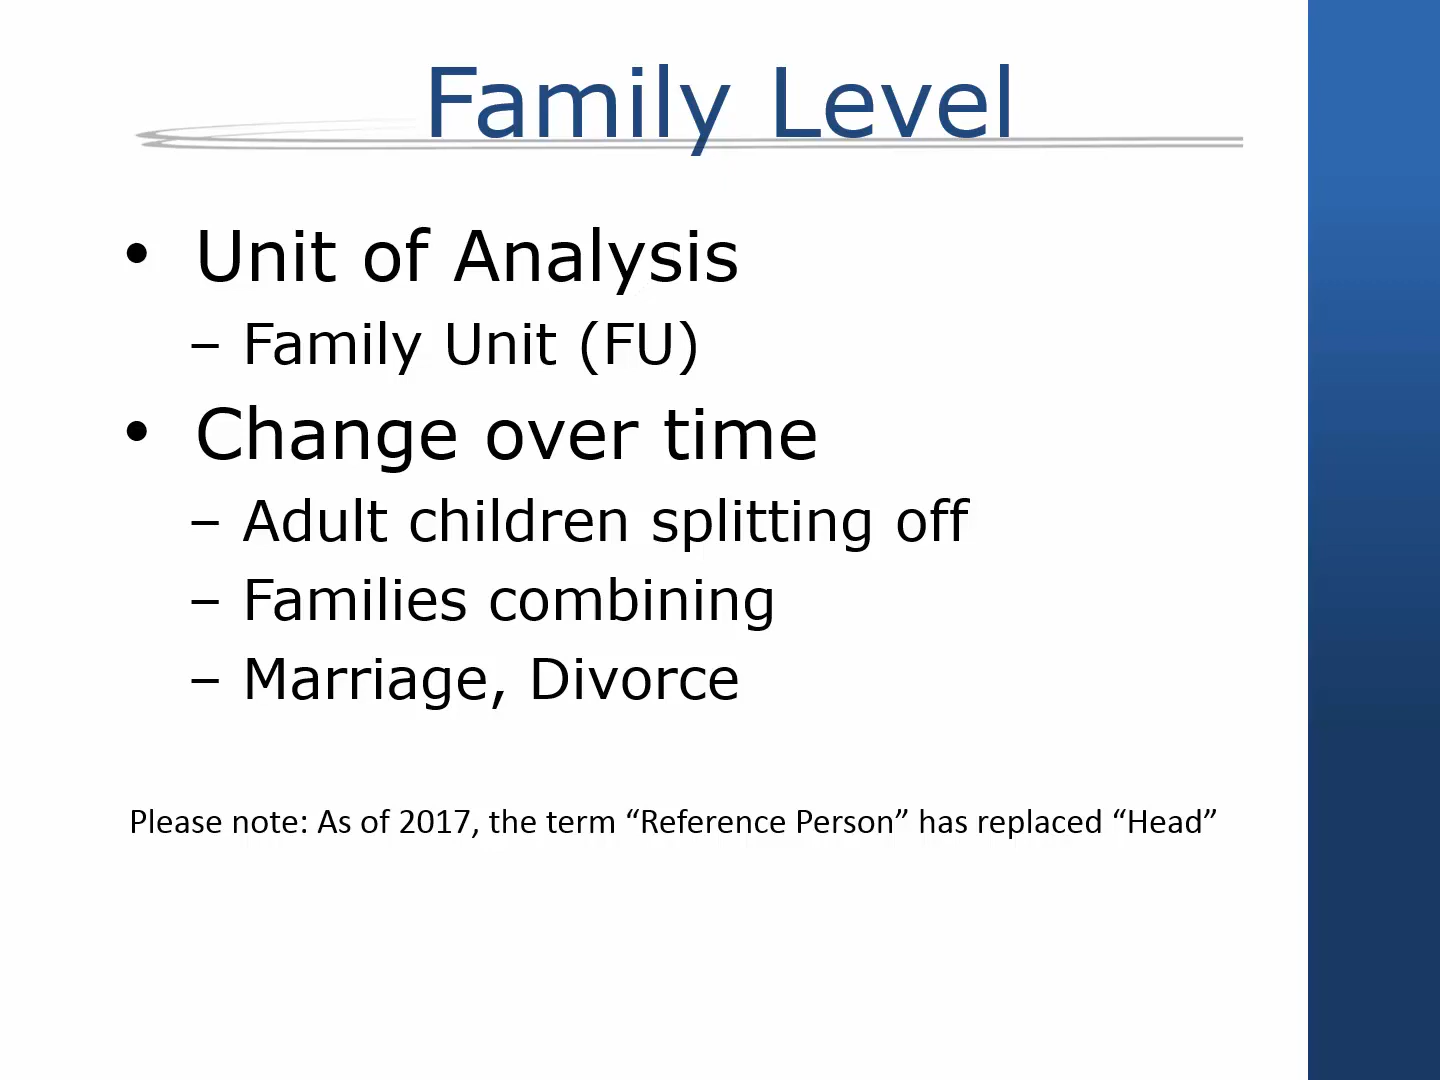 Family Level
• Unit of Analysis
– Family Unit (FU)
• Change over time
– Adult children splitting off
– Families combining
– Marriage, Divorce
Please note: As of 2017, the term “Reference Person” has replaced “Head”